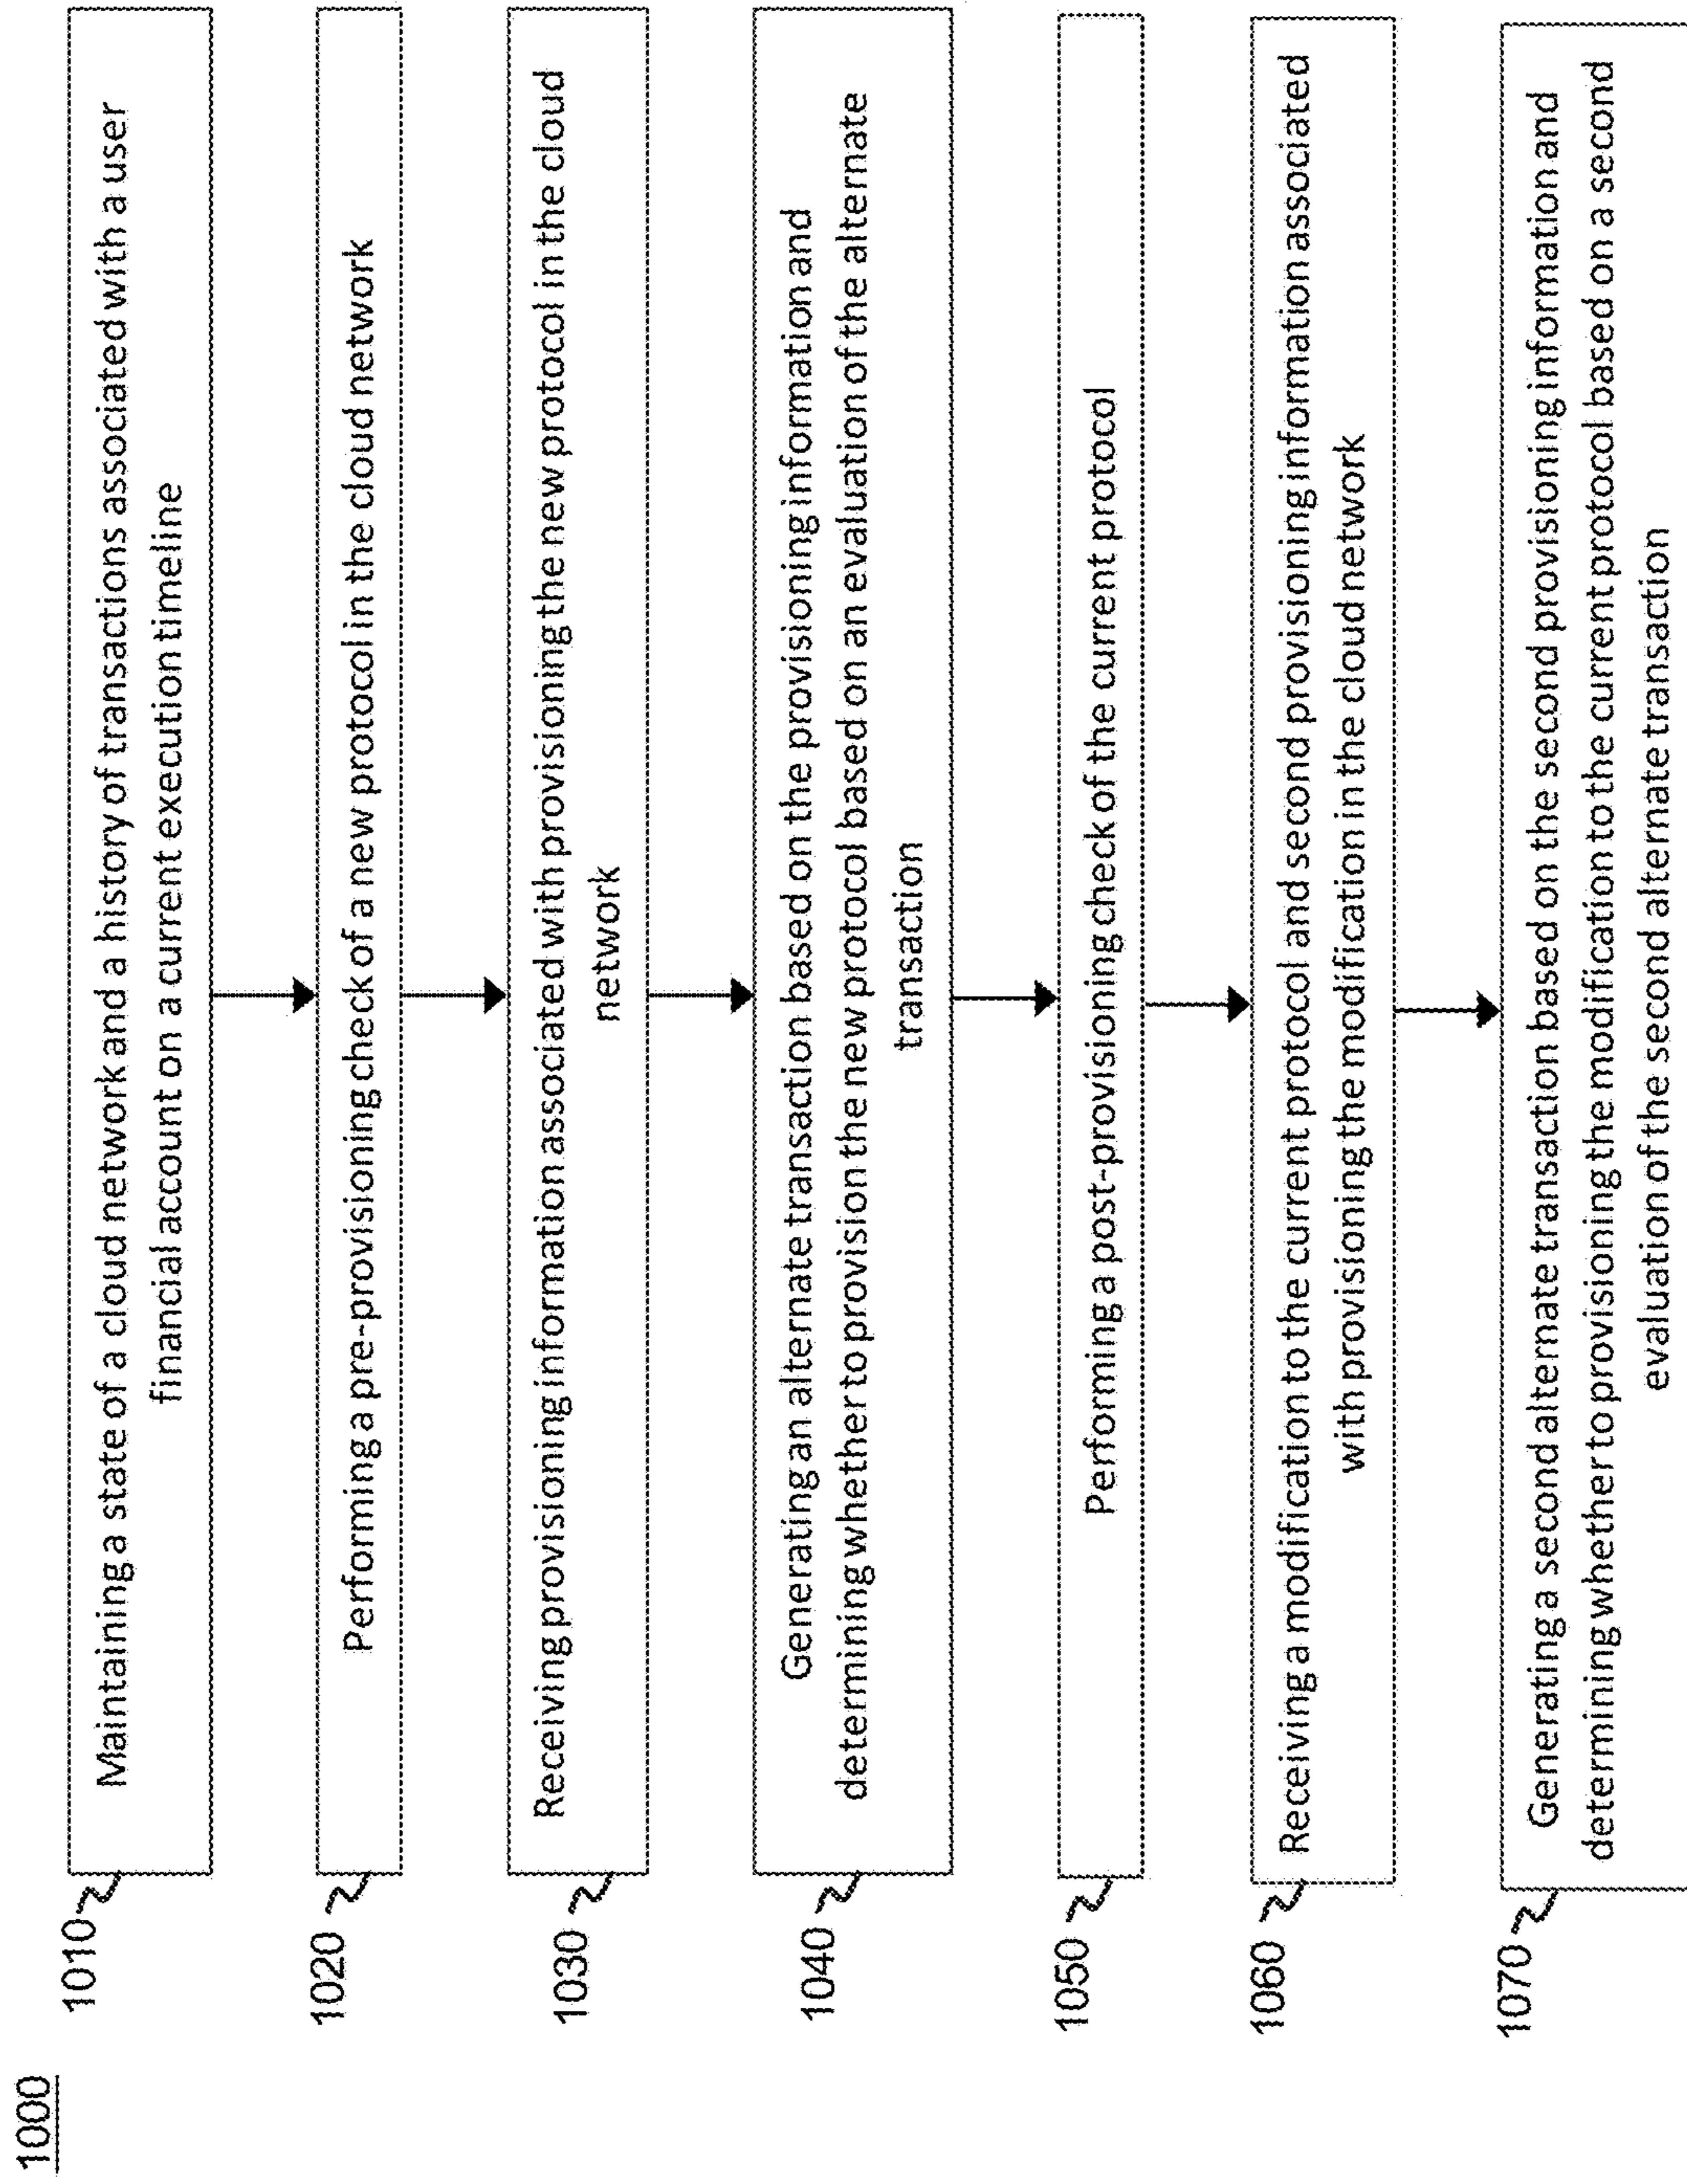 1000
1010
Maintaining a state of a cloud network and a history of transactions associated with a user
financial account on a current execution timeline
1020
Performing a pre-provisioning check of a new protocol in the cloud network
1030
Receiving provisioning information associated with provisioning the new protocol in the cloud
network
1040
Generating an alternate transaction based on the provisioning information and
determining whether to provision the new protocol based on an evaluation of the alternate
transaction
1050
Performing a post-provisioning check of the current protocol
1060
Receiving a modification to the current protocol and second provisioning information associated
with provisioning the modification in the cloud network
1070
Generating a second alternate transaction based on the second provisioning information and
determining whether to provisioning the modification to the current protocol based on a second
evaluation of the second alternate transaction